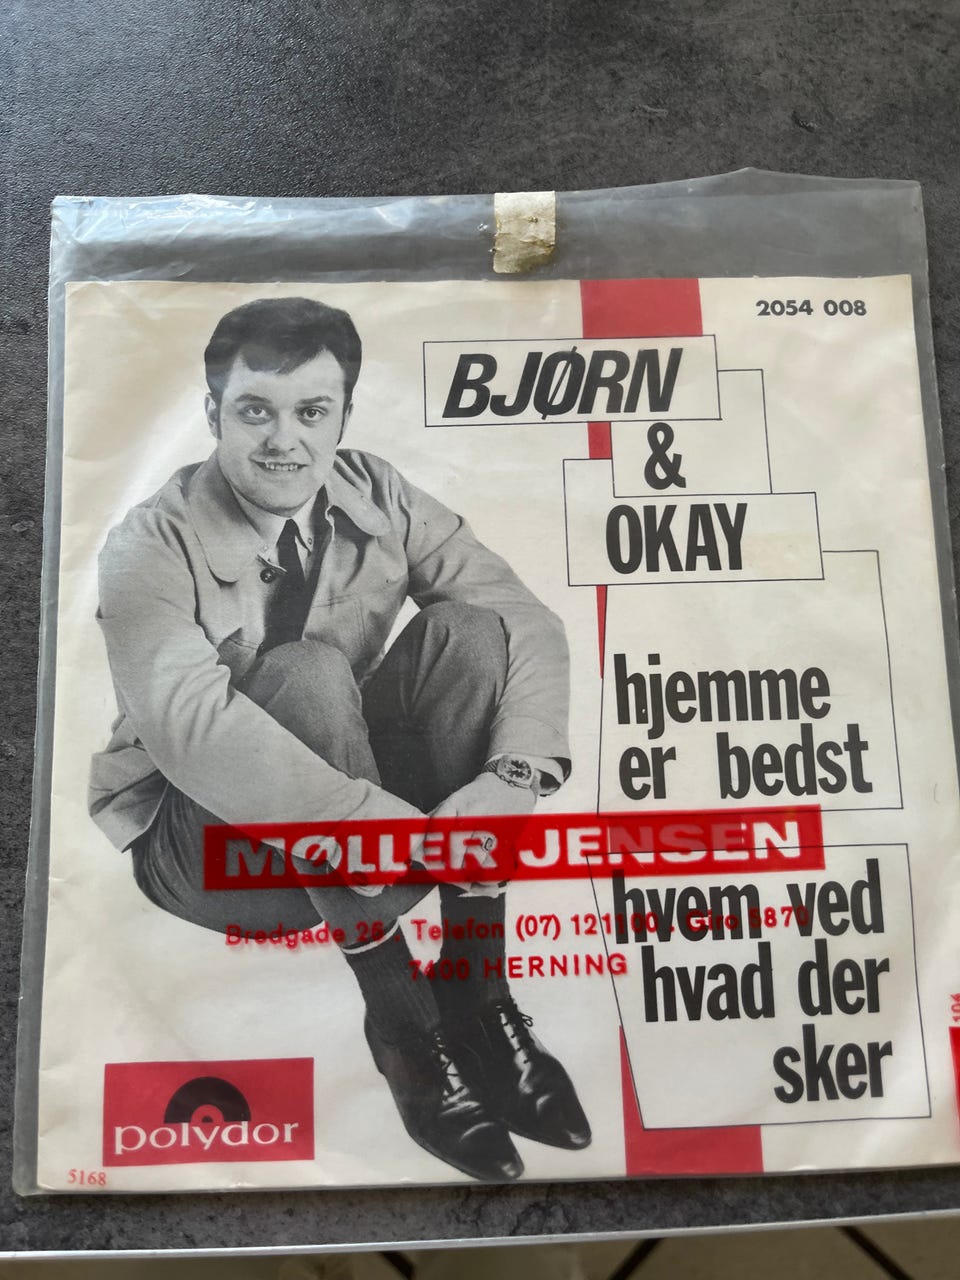 2054 008
BJØRN
&
OKAY
hjemme
er bedst
MØLLER JENSEN
Bredgade 26 . Telefon (07) 121100 . Giro 5870
7400 HERNING
hvem ved
hvad der
sker
polydor
5168
106